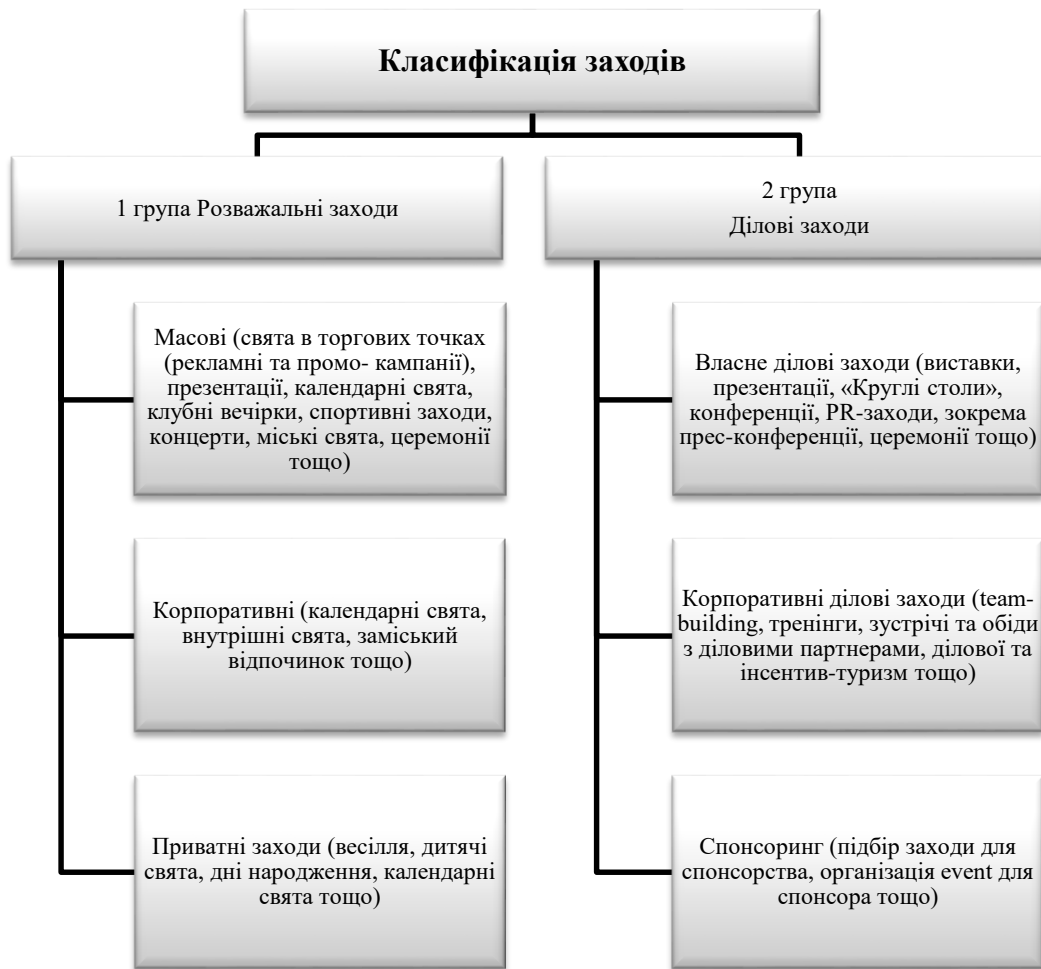 Класифікація заходів
1 група Розважальні заходи
Масові (свята в торгових точках
(рекламні та промо- кампанії),
презентації, календарні свята,
клубні вечірки, спортивні заходи,
концерти, міські свята, церемонії
тощо)
Корпоративні (календарні свята,
внутрішні свята, заміський
відпочинок тощо)
Приватні заходи (весілля, дитячі
свята, дні народження, календарні
свята тощо)
2 група
Ділові заходи
Власне ділові заходи (виставки,
презентації, «Круглі столи»,
конференції, PR-заходи, зокрема
прес-конференції, церемонії тощо)
Корпоративні ділові заходи (team-
building, тренінги, зустрічі та обіди
з діловими партнерами, ділової та
інсентив-туризм тощо)
Спонсоринг (підбір заходи для
спонсорства, організація event для
спонсора тощо)